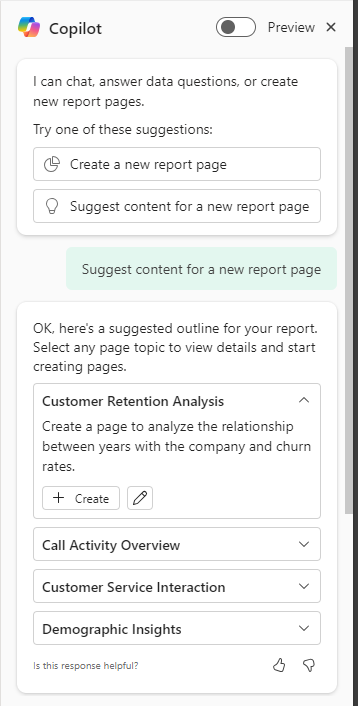 Copilot
Preview
I can chat, answer data questions, or create
new report pages.
Try one of these suggestions:
Create a new report page
Suggest content for a new report page
Suggest content for a new report page
OK, here's a suggested outline for your report.
Select any page topic to view details and start
creating pages.
Customer Retention Analysis
Create a page to analyze the relationship
between years with the company and churn
rates.
Create
Call Activity Overview
Customer Service Interaction
Demographic Insights
Is this response helpful?